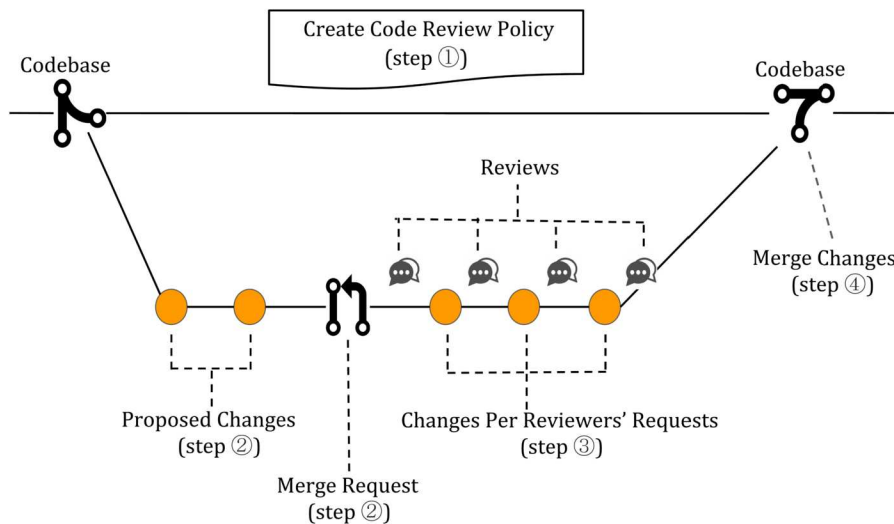 Create Code Review Policy
(step ①)
Codebase
Codebase
Reviews
Merge Changes
(step ④)
Proposed Changes
(step ②)
Changes Per Reviewers’ Requests
(step ③)
Merge Request
(step ②)